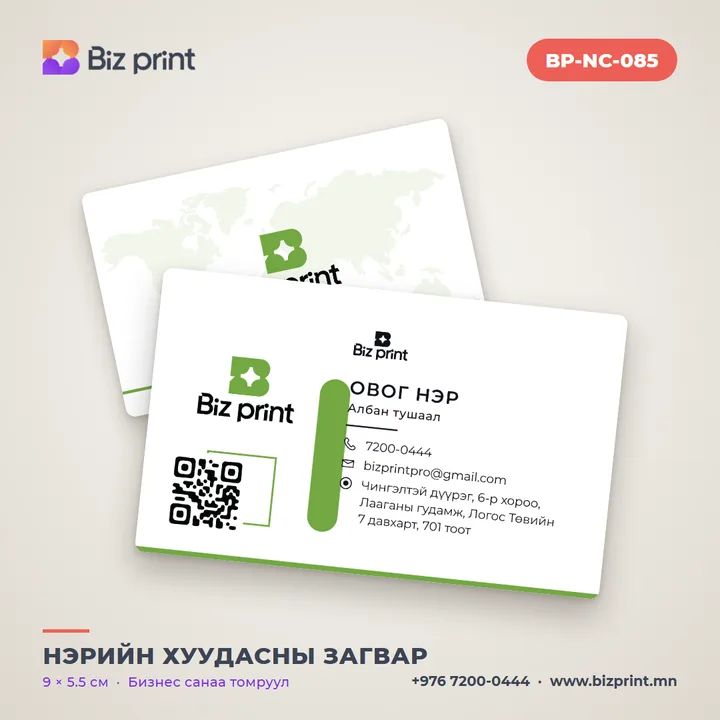 Biz print
BP-NC-085
print
Biz print
ОВОГ НЭР
Албан тушаал
Biz print
7200-0444
bizprintpro@gmail.com
Чингэлтэй дүүрэг, 6-р хороо,
Лааганы гудамж, Логос Төвийн
7 давхарт, 701 тоот
НЭРИЙН ХУУДАСНЫ ЗАГВАР
9 × 5.5 см · Бизнес санаа томруул
+976 7200-0444 · www.bizprint.mn